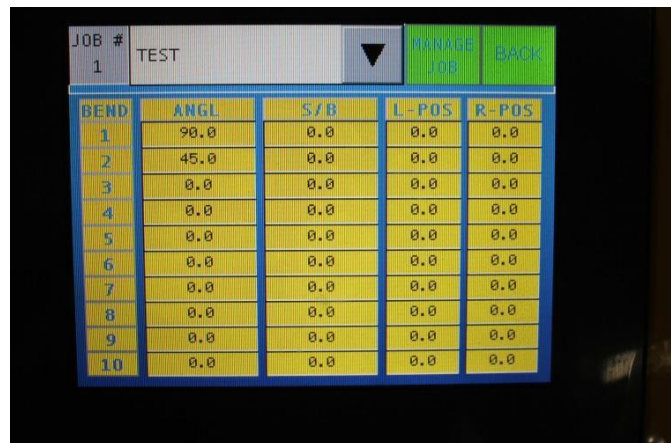 JOB # TEST MANAGE BACK
1 JOB
BEND ANGL S/B L-POS R-POS
1 90.0 0.0 0.0 0.0
2 45.0 0.0 0.0 0.0
3 0.0 0.0 0.0 0.0
4 0.0 0.0 0.0 0.0
5 0.0 0.0 0.0 0.0
6 0.0 0.0 0.0 0.0
7 0.0 0.0 0.0 0.0
8 0.0 0.0 0.0 0.0
9 0.0 0.0 0.0 0.0
10 0.0 0.0 0.0 0.0